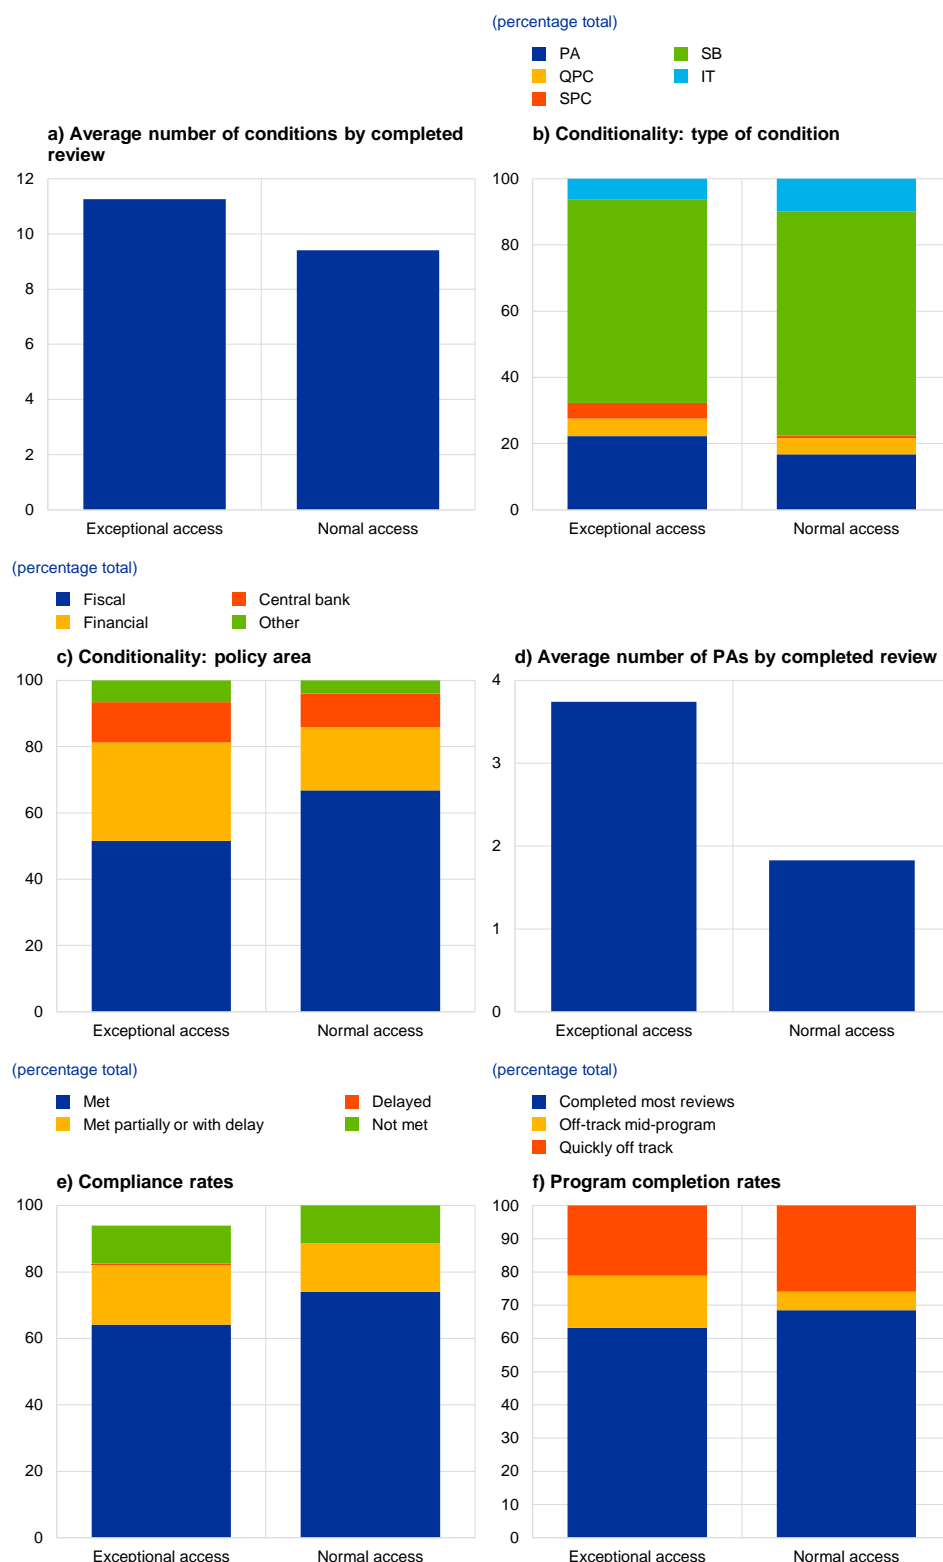 (percentage total)
PA
SB
QPC
IT
SPC
a) Average number of conditions by completed
review
b) Conditionality: type of condition
12
10
8
6
4
2
0
Exceptional access
Nomal access
100
80
60
40
20
0
Exceptional access
Normal access
(percentage total)
Fiscal
Central bank
Financial
Other
c) Conditionality: policy area
d) Average number of PAs by completed review
100
80
60
40
20
0
Exceptional access
Normal access
4
3
2
1
0
Exceptional access
Normal access
(percentage total)
Met
Delayed
Met partially or with delay
Not met
(percentage total)
Completed most reviews
Off-track mid-program
Quickly off track
e) Compliance rates
f) Program completion rates
100
80
60
40
20
0
Exceptional access
Normal access
100
90
80
70
60
50
40
30
20
10
0
Exceptional access
Normal access